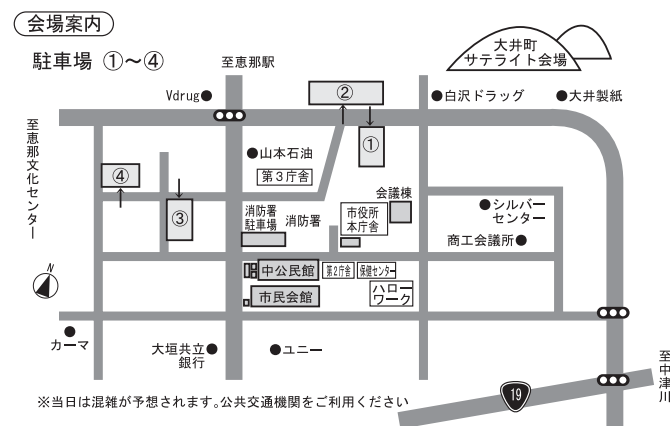 会場案内
駐車場 ①〜④
至恵那駅
大井町
サテライト会場
Vdrug●
②
●白沢ドラッグ
●大井製紙
至恵那文化センター
①
●山本石油
第3庁舎
④
③
会議棟
消防署
駐車場
消防署
市役所
本庁舎
●シルバー
センター
商工会議所●
中公民館
第2庁舎
保健センター
N
市民会館
ハロー
ワーク
カーマ
大垣共立●
銀行
●ユニー
至中津川
19
※当日は混雑が予想されます。公共交通機関をご利用ください